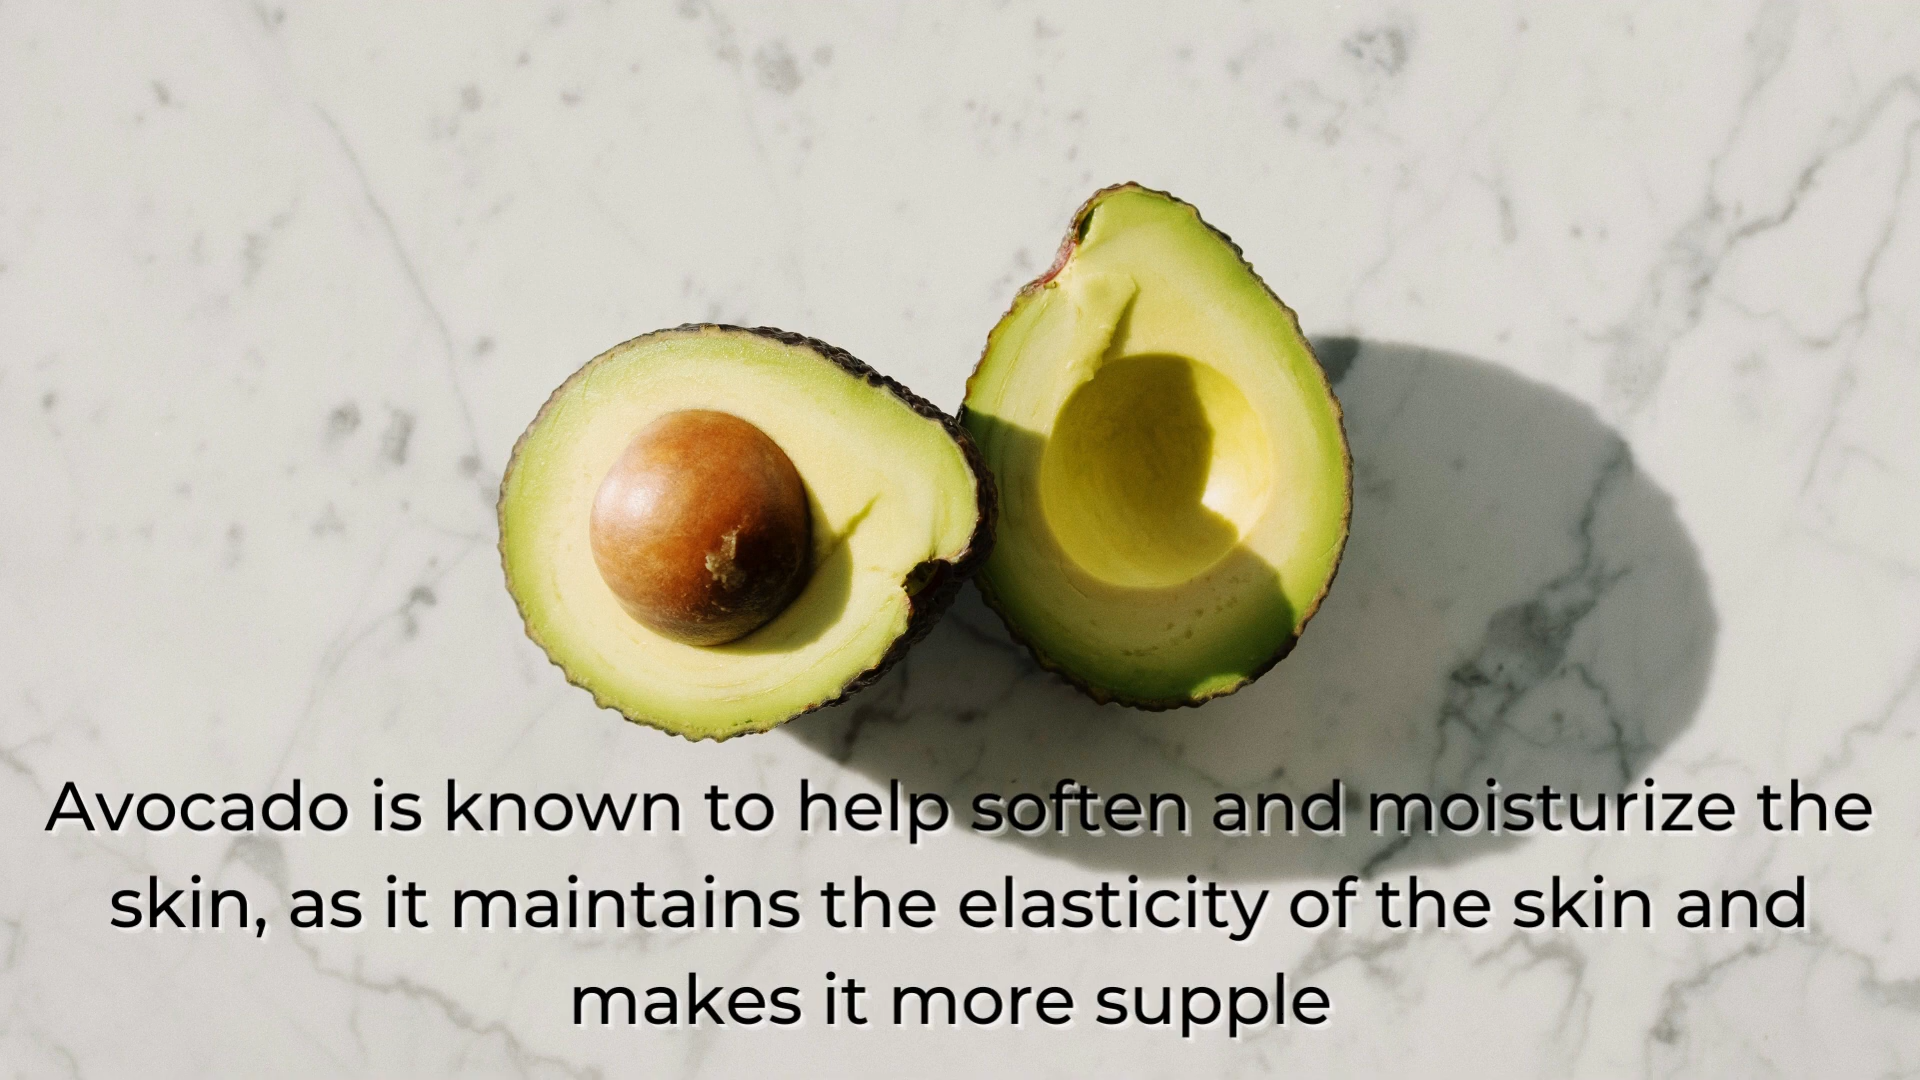 Avocado is known to help soften and moisturize the
skin, as it maintains the elasticity of the skin and
makes it more supple